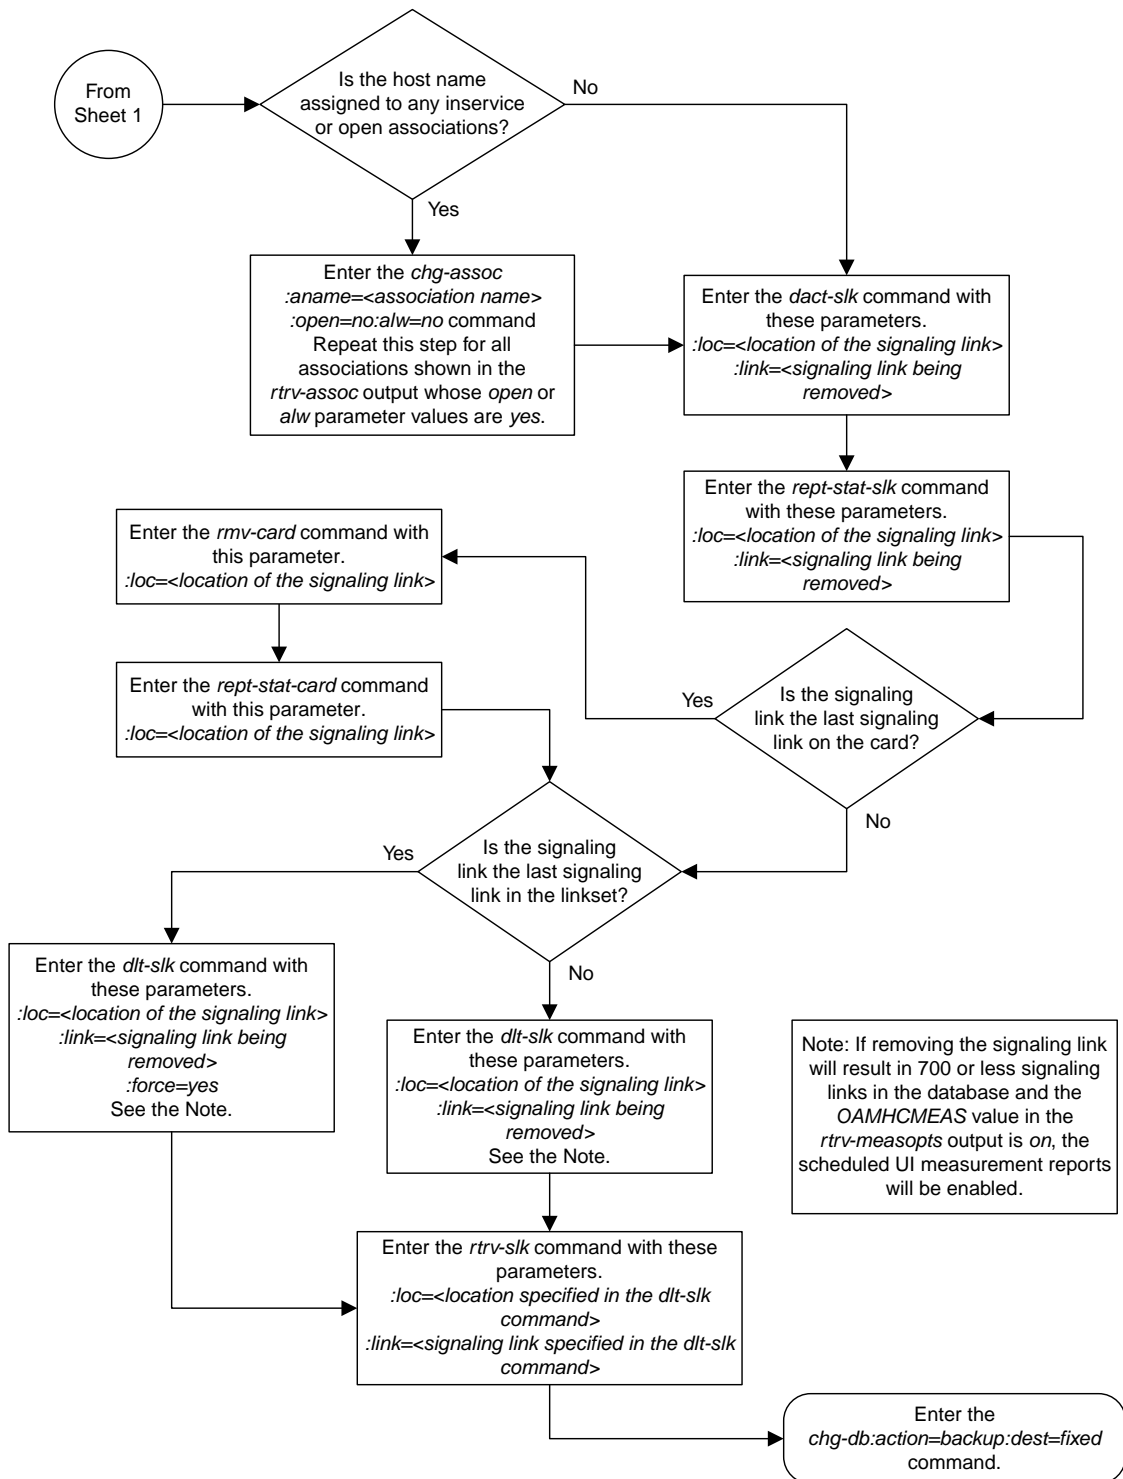 From
Sheet 1
Is the host name
assigned to any inservice
or open associations?
No
Yes
Enter the chg-assoc
:aname=<association name>
:open=no:alw=no command
Repeat this step for all
associations shown in the
rtrv-assoc output whose open or
alw parameter values are yes.
Enter the dact-slk command with
these parameters.
:loc=<location of the signaling link>
:link=<signaling link being
removed>
Enter the rept-stat-slk command
with these parameters.
:loc=<location of the signaling link>
:link=<signaling link being
removed>
Enter the rmv-card command with
this parameter.
:loc=<location of the signaling link>
Enter the rept-stat-card command
with this parameter.
:loc=<location of the signaling link>
Yes
Is the signaling
link the last signaling
link on the card?
No
Yes
Is the signaling
link the last signaling
link in the linkset?
No
Enter the dlt-slk command with
these parameters.
:loc=<location of the signaling link>
:link=<signaling link being
removed>
:force=yes
See the Note.
Enter the dlt-slk command with
these parameters.
:loc=<location of the signaling link>
:link=<signaling link being
removed>
See the Note.
Note: If removing the signaling link
will result in 700 or less signaling
links in the database and the
OAMHCMEAS value in the
rtrv-measopts output is on, the
scheduled UI measurement reports
will be enabled.
Enter the rtrv-slk command with these
parameters.
:loc=<location specified in the dlt-slk
command>
:link=<signaling link specified in the dlt-slk
command>
Enter the
chg-db:action=backup:dest=fixed
command.